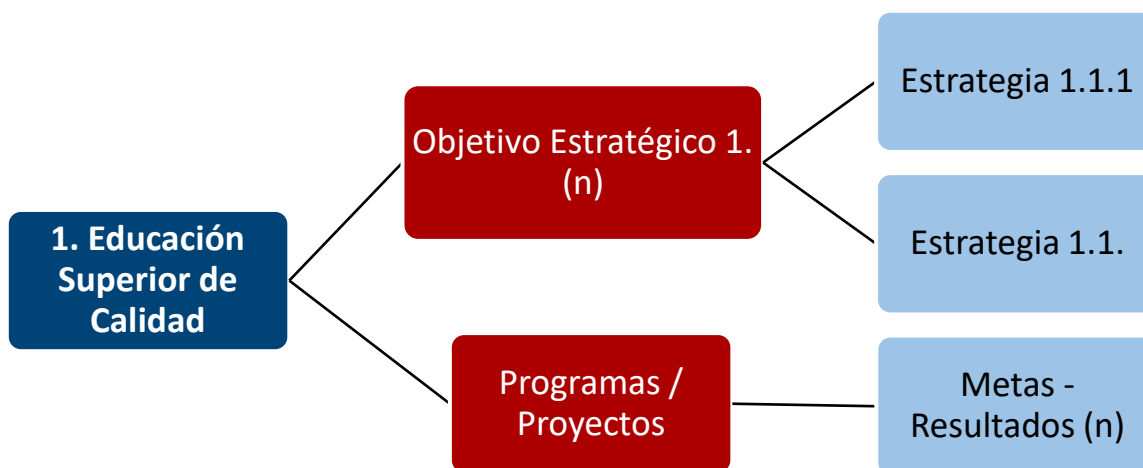 1. Educación
Superior de
Calidad
Objetivo Estratégico 1.
(n)
Estrategia 1.1.1
Estrategia 1.1.
Programas /
Proyectos
Metas -
Resultados (n)